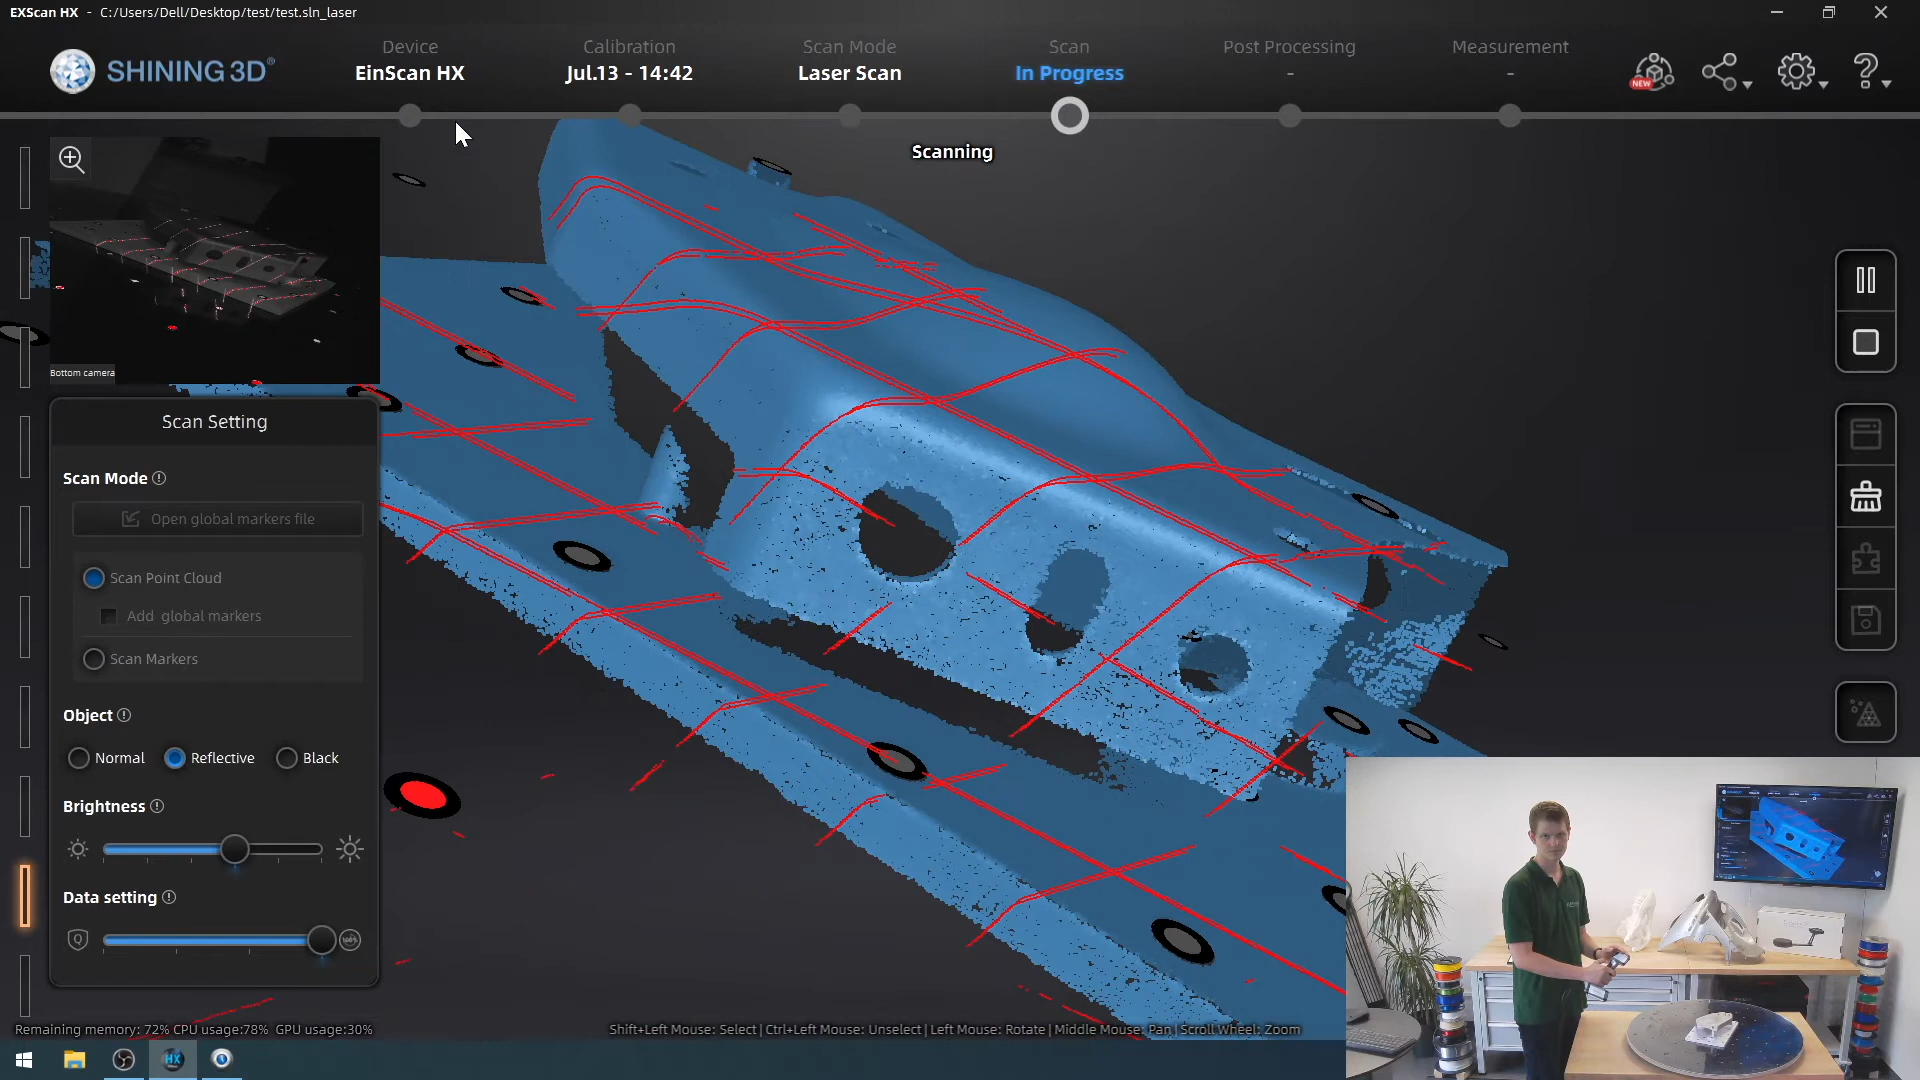 EXScan HX - C:/Users/Dell/Desktop/test/test.sln_laser
SHINING 3D®
Device
EinScan HX
Calibration
Jul.13 - 14:42
Scan Mode
Laser Scan
Scan
In Progress
Post Processing
-
Measurement
-
NEW
Scanning
Bottom camera
Scan Setting
Scan Mode
Open global markers file
Scan Point Cloud
Add global markers
Scan Markers
Object
Normal
Reflective
Black
Brightness
Data setting
Q
100%
Remaining memory: 72% CPU usage:78% GPU usage:30%
Shift+Left Mouse: Select | Ctrl+Left Mouse: Unselect | Left Mouse: Rotate | Middle Mouse: Pan | Scroll Wheel: Zoom
HX